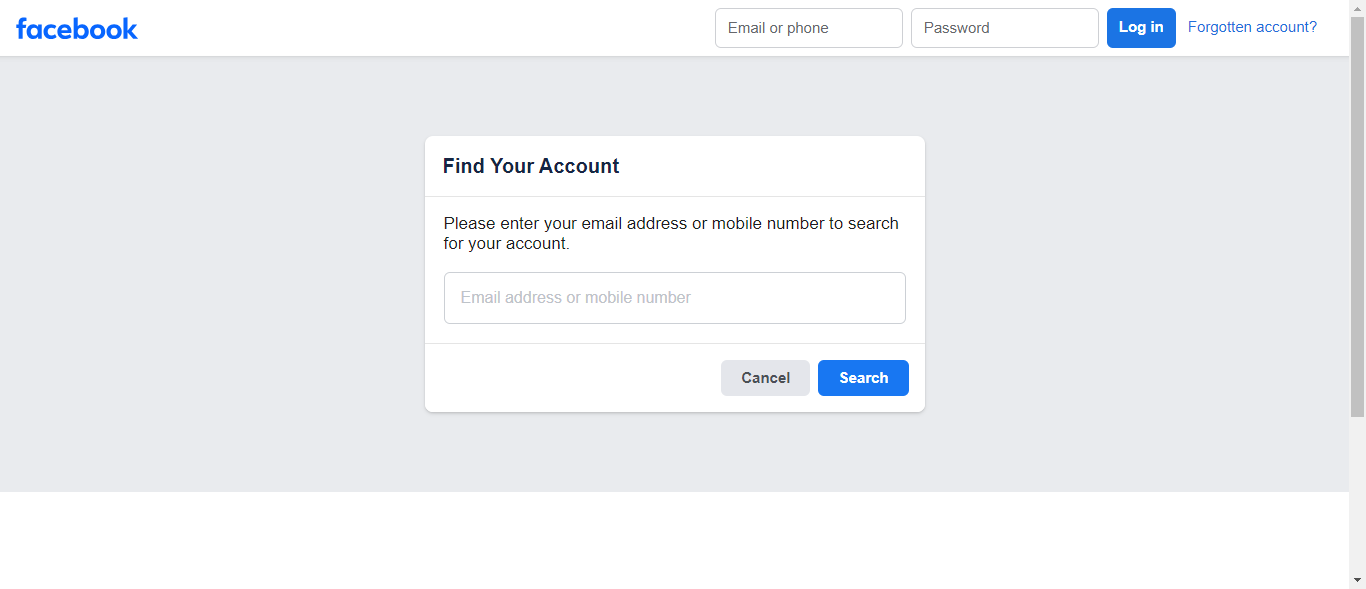 facebook
Email or phone
Password
Log in
Forgotten account?
Find Your Account
Please enter your email address or mobile number to search
for your account.
Email address or mobile number
Cancel
Search